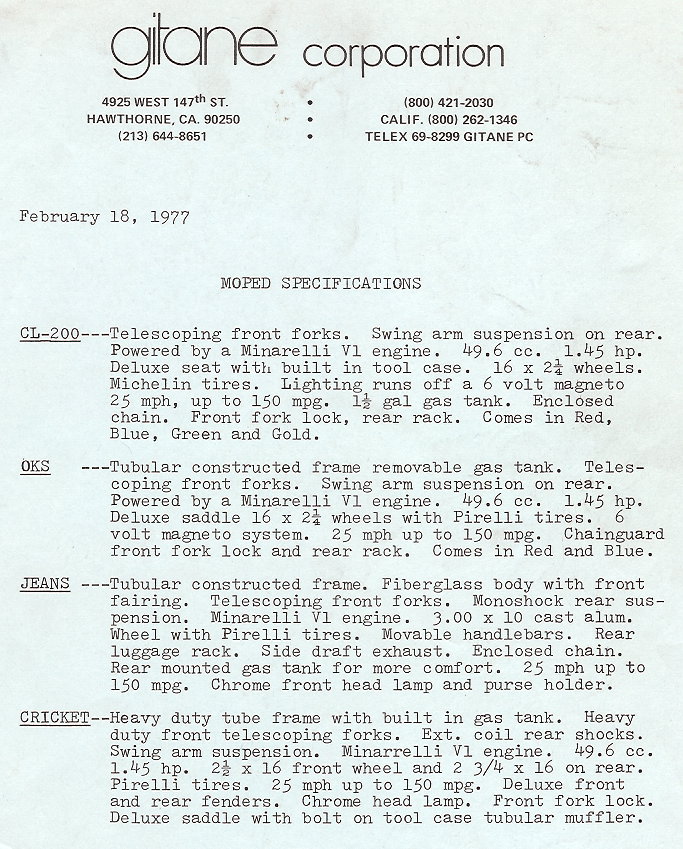 gitane corporation
4925 WEST 147th ST. • (800) 421-2030
HAWTHORNE, CA. 90250 • CALIF. (800) 262-1346
(213) 644-8651 • TELEX 69-8299 GITANE PC
February 18, 1977
MOPED SPECIFICATIONS
CL-200---Telescoping front forks. Swing arm suspension on rear.
Powered by a Minarelli V1 engine. 49.6 cc. 1.45 hp.
Deluxe seat with built in tool case. 16 x 2¼ wheels.
Michelin tires. Lighting runs off a 6 volt magneto
25 mph, up to 150 mpg. 1½ gal gas tank. Enclosed
chain. Front fork lock, rear rack. Comes in Red,
Blue, Green and Gold.
OKS ---Tubular constructed frame removable gas tank. Teles-
coping front forks. Swing arm suspension on rear.
Powered by a Minarelli V1 engine. 49.6 cc. 1.45 hp.
Deluxe saddle 16 x 2¼ wheels with Pirelli tires. 6
volt magneto system. 25 mph up to 150 mpg. Chainguard
front fork lock and rear rack. Comes in Red and Blue.
JEANS ---Tubular constructed frame. Fiberglass body with front
fairing. Telescoping front forks. Monoshock rear sus-
pension. Minarelli V1 engine. 3.00 x 10 cast alum.
Wheel with Pirelli tires. Movable handlebars. Rear
luggage rack. Side draft exhaust. Enclosed chain.
Rear mounted gas tank for more comfort. 25 mph up to
150 mpg. Chrome front head lamp and purse holder.
CRICKET--Heavy duty tube frame with built in gas tank. Heavy
duty front telescoping forks. Ext. coil rear shocks.
Swing arm suspension. Minarrelli V1 engine. 49.6 cc.
1.45 hp. 2½ x 16 front wheel and 2 3/4 x 16 on rear.
Pirelli tires. 25 mph up to 150 mpg. Deluxe front
and rear fenders. Chrome head lamp. Front fork lock.
Deluxe saddle with bolt on tool case tubular muffler.